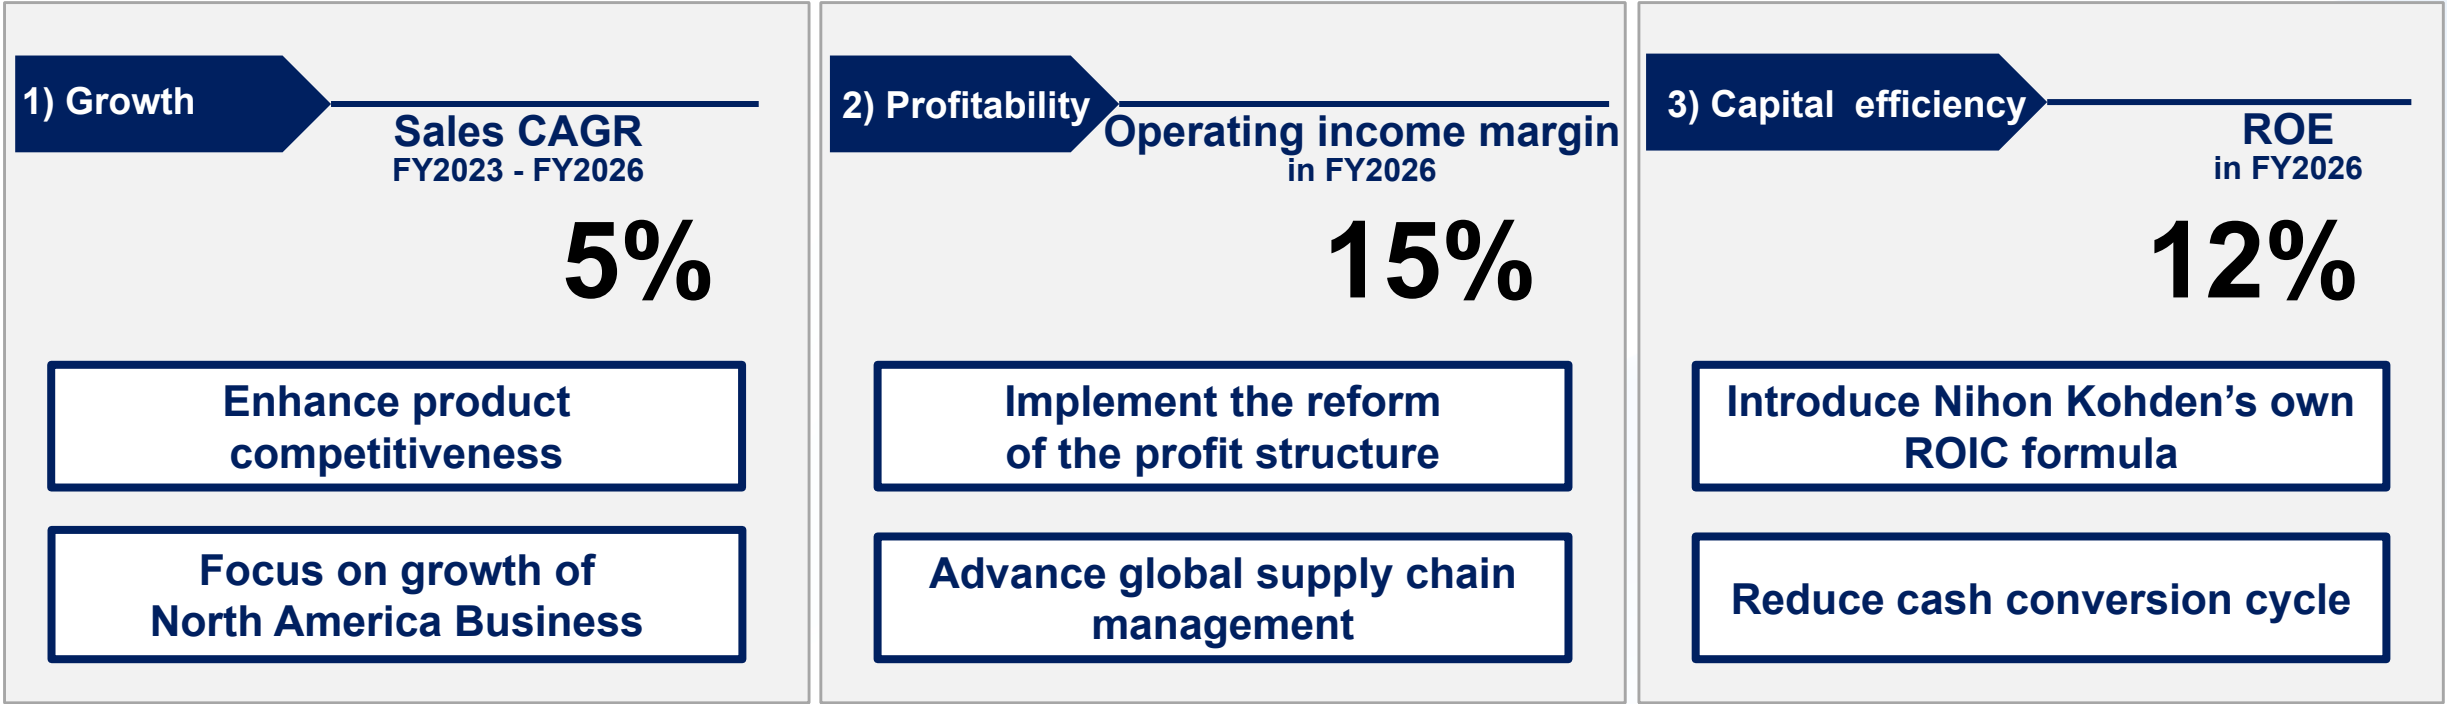 1) Growth
Sales CAGR
FY2023 - FY2026
5%
Enhance product
competitiveness
Focus on growth of
North America Business
2) Profitability
Operating income margin
in FY2026
15%
Implement the reform
of the profit structure
Advance global supply chain
management
3) Capital efficiency
ROE
in FY2026
12%
Introduce Nihon Kohden’s own
ROIC formula
Reduce cash conversion cycle